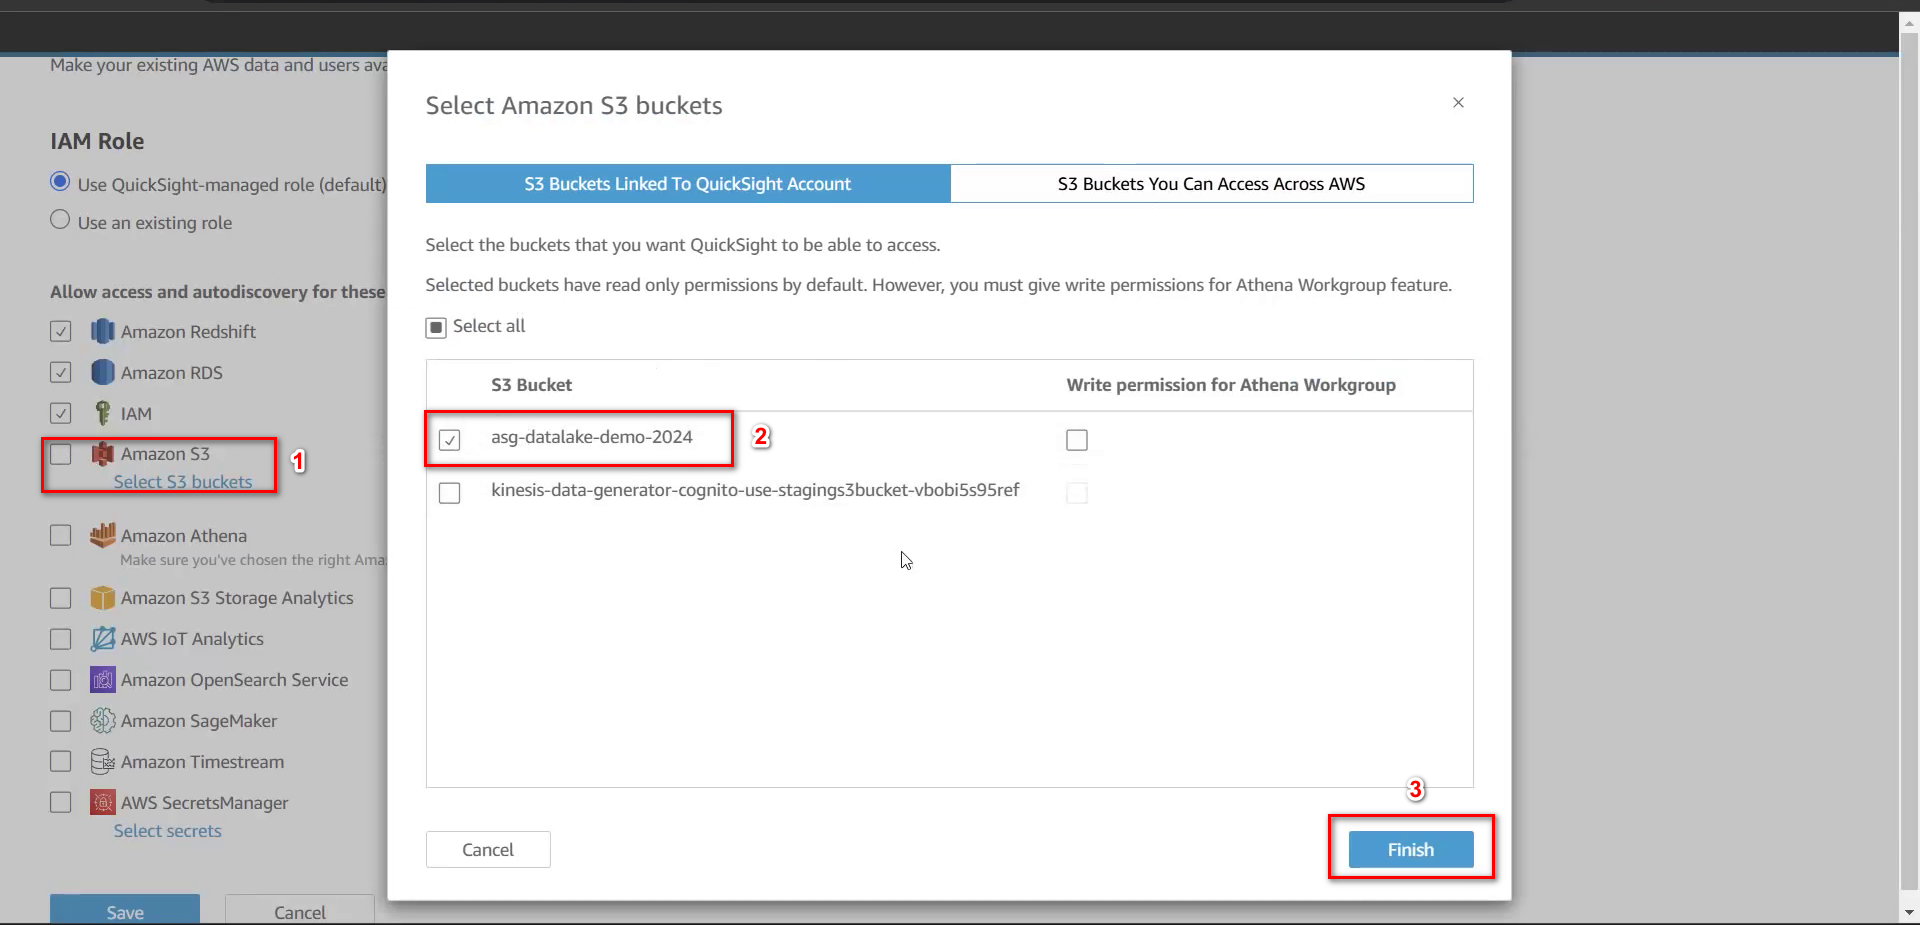 Make your existing AWS data and users ava
IAM Role
Use QuickSight-managed role (default)
Use an existing role
Allow access and autodiscovery for these
Amazon Redshift
Amazon RDS
IAM
Amazon S3
Select S3 buckets
1
Amazon Athena
Make sure you've chosen the right Ama
Amazon S3 Storage Analytics
AWS IoT Analytics
Amazon OpenSearch Service
Amazon SageMaker
Amazon Timestream
AWS SecretsManager
Select secrets
Save
Cancel
Select Amazon S3 buckets
S3 Buckets Linked To QuickSight Account
S3 Buckets You Can Access Across AWS
Select the buckets that you want QuickSight to be able to access.
Selected buckets have read only permissions by default. However, you must give write permissions for Athena Workgroup feature.
Select all
S3 Bucket
Write permission for Athena Workgroup
asg-datalake-demo-2024
2
kinesis-data-generator-cognito-use-stagings3bucket-vbobi5s95ref
3
Cancel
Finish